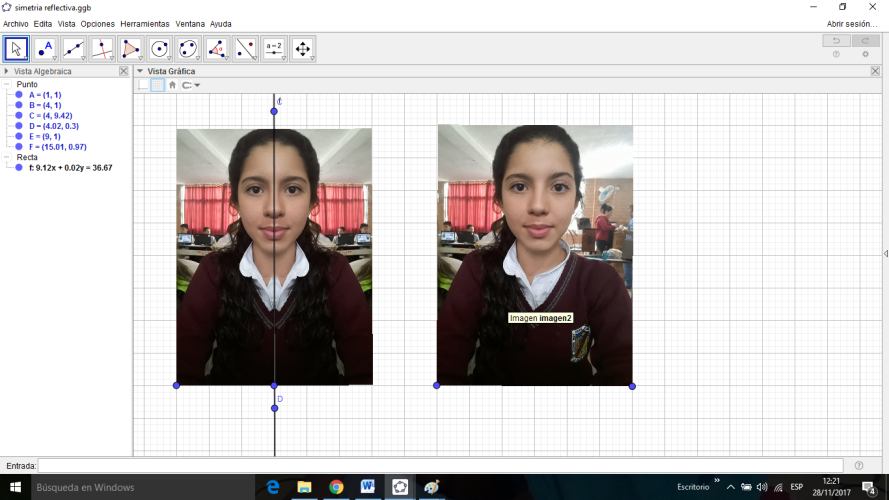 simetria reflectiva.ggb
Archivo Edita Vista Opciones Herramientas Ventana Ayuda
Abrir sesión...
A
a = 2
Vista Algebraica
Vista Gráfica
Punto
A = (1, 1)
B = (4, 1)
C = (4, 9.42)
D = (4.02, 0.3)
E = (9, 1)
F = (15.01, 0.97)
Recta
f: 9.12x + 0.02y = 36.67
Imagen imagen2
D
Entrada:
Búsqueda en Windows
Escritorio
ESP
12:21
28/11/2017
4